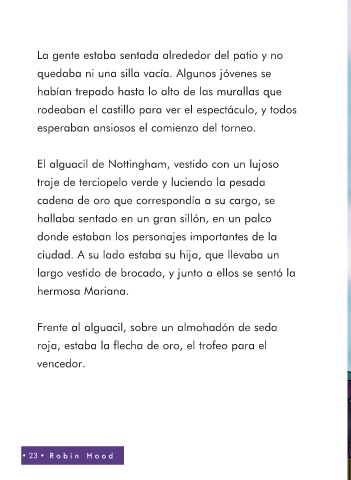 La gente estaba sentada alrededor del patio y no
quedaba ni una silla vacía. Algunos jóvenes se
habían trepado hasta lo alto de las murallas que
rodeaban el castillo para ver el espectáculo, y todos
esperaban ansiosos el comienzo del torneo.

El alguacil de Nottingham, vestido con un lujoso
traje de terciopelo verde y luciendo la pesada
cadena de oro que correspondía a su cargo, se
hallaba sentado en un gran sillón, en un palco
donde estaban los personajes importantes de la
ciudad. A su lado estaba su hija, que llevaba un
largo vestido de brocado, y junto a ellos se sentó la
hermosa Mariana.

Frente al alguacil, sobre un almohadón de seda
roja, estaba la flecha de oro, el trofeo para el
vencedor.

• 23 • Robin Hood